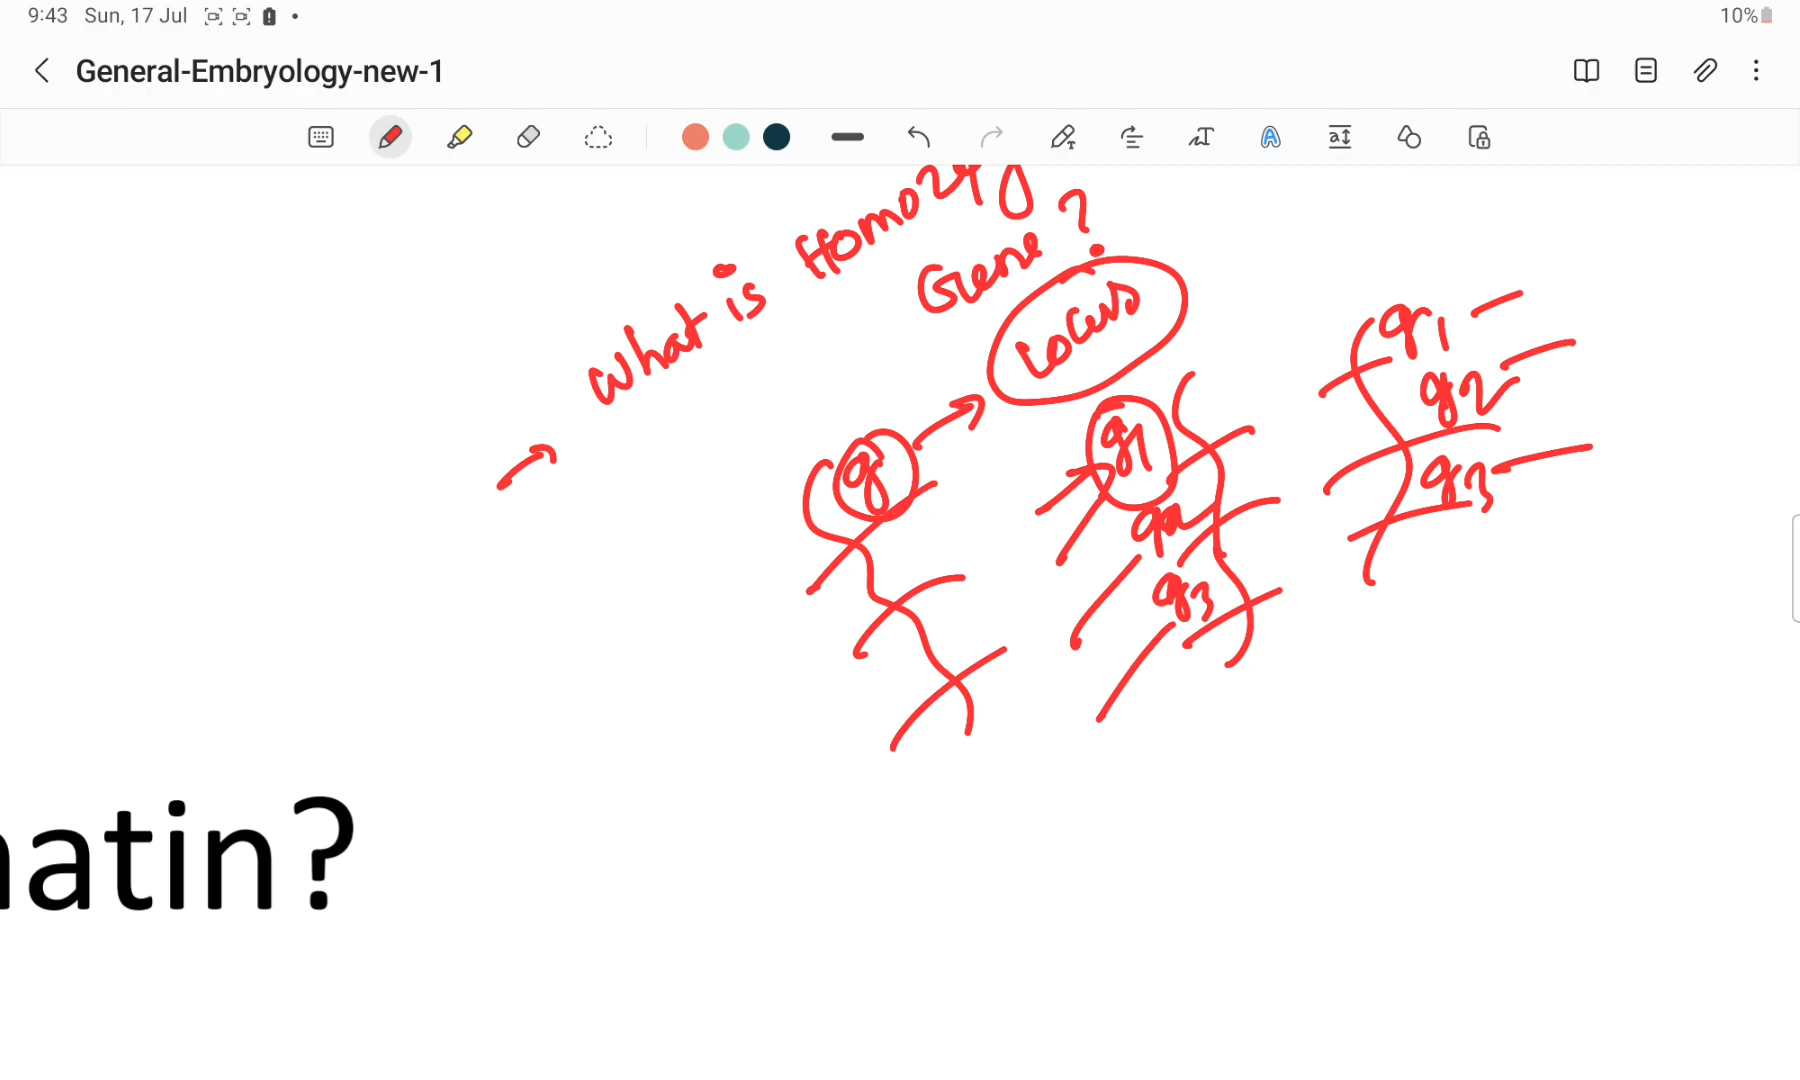 9:43 Sun, 17 Jul
10%
General-Embryology-new-1
What is Homozyg
Gene?
Locus
g
g1
g2
g3
g1
g2
g3
atin?